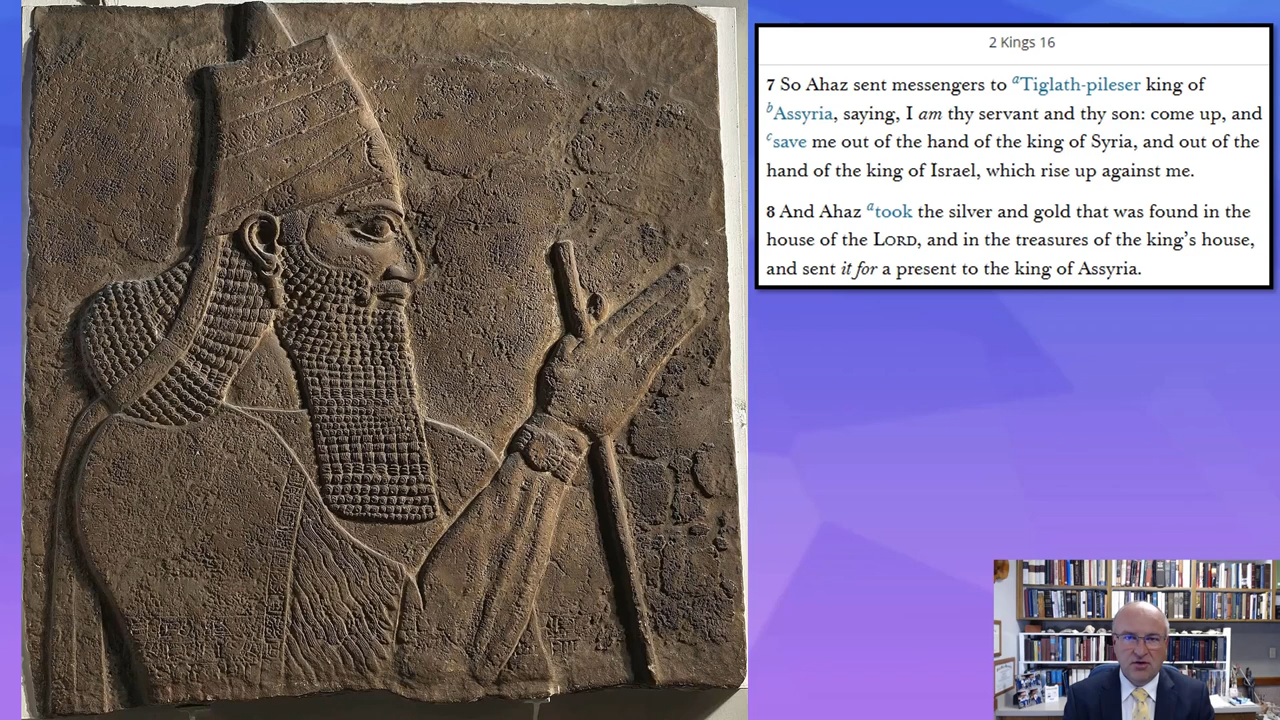 2 Kings 16
7 So Ahaz sent messengers to aTiglath-pileser king of
bAssyria, saying, I am thy servant and thy son: come up, and
csave me out of the hand of the king of Syria, and out of the
hand of the king of Israel, which rise up against me.
8 And Ahaz atook the silver and gold that was found in the
house of the LORD, and in the treasures of the king’s house,
and sent it for a present to the king of Assyria.